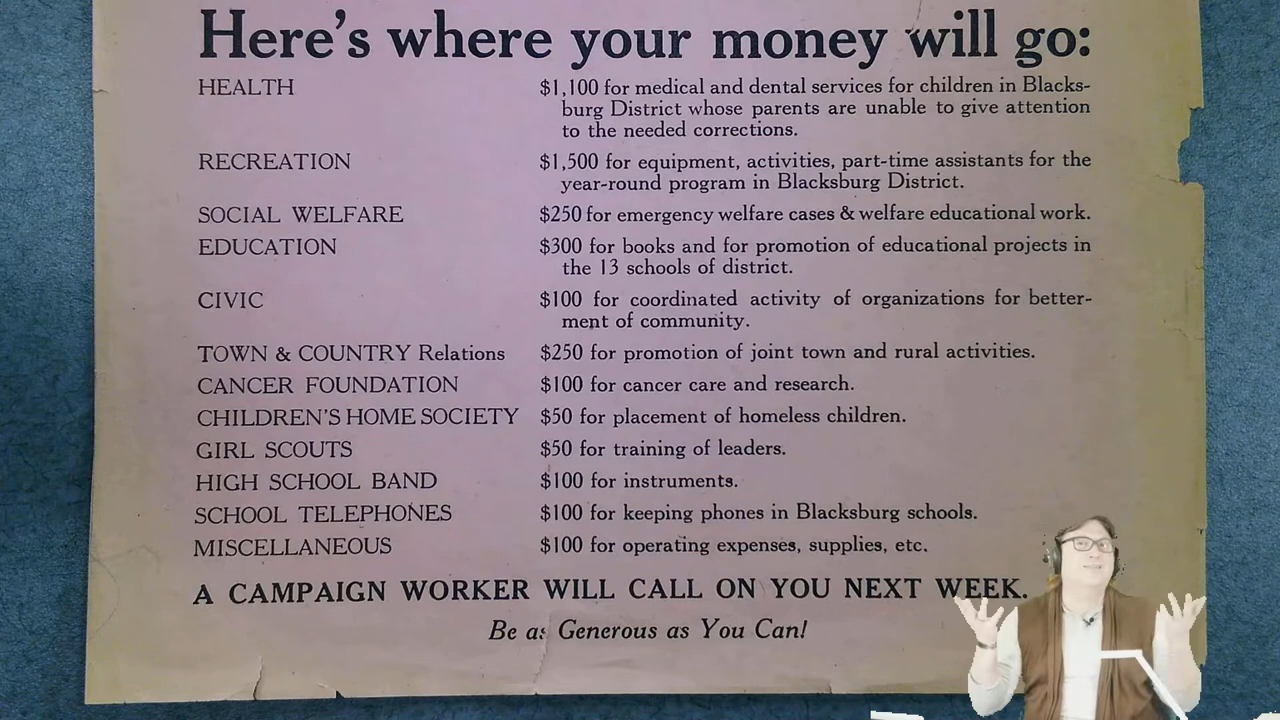 Here's where your money will go:
HEALTH $1,100 for medical and dental services for children in Blacks-
burg District whose parents are unable to give attention
to the needed corrections.
RECREATION $1,500 for equipment, activities, part-time assistants for the
year-round program in Blacksburg District.
SOCIAL WELFARE $250 for emergency welfare cases & welfare educational work.
EDUCATION $300 for books and for promotion of educational projects in
the 13 schools of district.
CIVIC $100 for coordinated activity of organizations for better-
ment of community.
TOWN & COUNTRY Relations $250 for promotion of joint town and rural activities.
CANCER FOUNDATION $100 for cancer care and research.
CHILDREN'S HOME SOCIETY $50 for placement of homeless children.
GIRL SCOUTS $50 for training of leaders.
HIGH SCHOOL BAND $100 for instruments.
SCHOOL TELEPHONES $100 for keeping phones in Blacksburg schools.
MISCELLANEOUS $100 for operating expenses, supplies, etc.
A CAMPAIGN WORKER WILL CALL ON YOU NEXT WEEK.
Be as Generous as You Can!